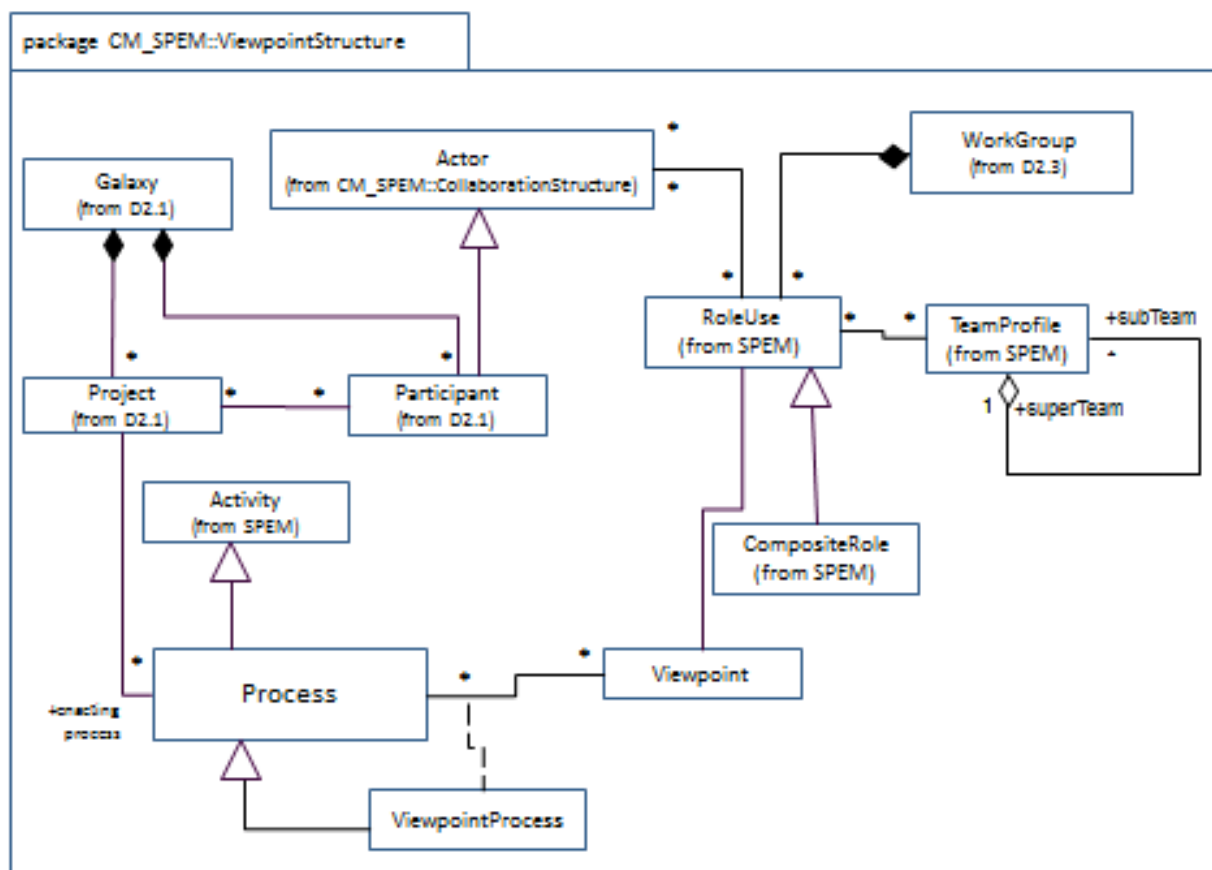 package CM_SPEM::ViewpointStructure
Galaxy
(from D2.1)
Actor
(from CM_SPEM::CollaborationStructure)
*
*
WorkGroup
(from D2.3)
*
*
RoleUse
(from SPEM)
*
*
TeamProfile
(from SPEM)
+subTeam
*
1
+superTeam
*
*
Project
(from D2.1)
*
*
Participant
(from D2.1)
Activity
(from SPEM)
CompositeRole
(from SPEM)
*
+enacting
process
Process
*
*
Viewpoint
ViewpointProcess